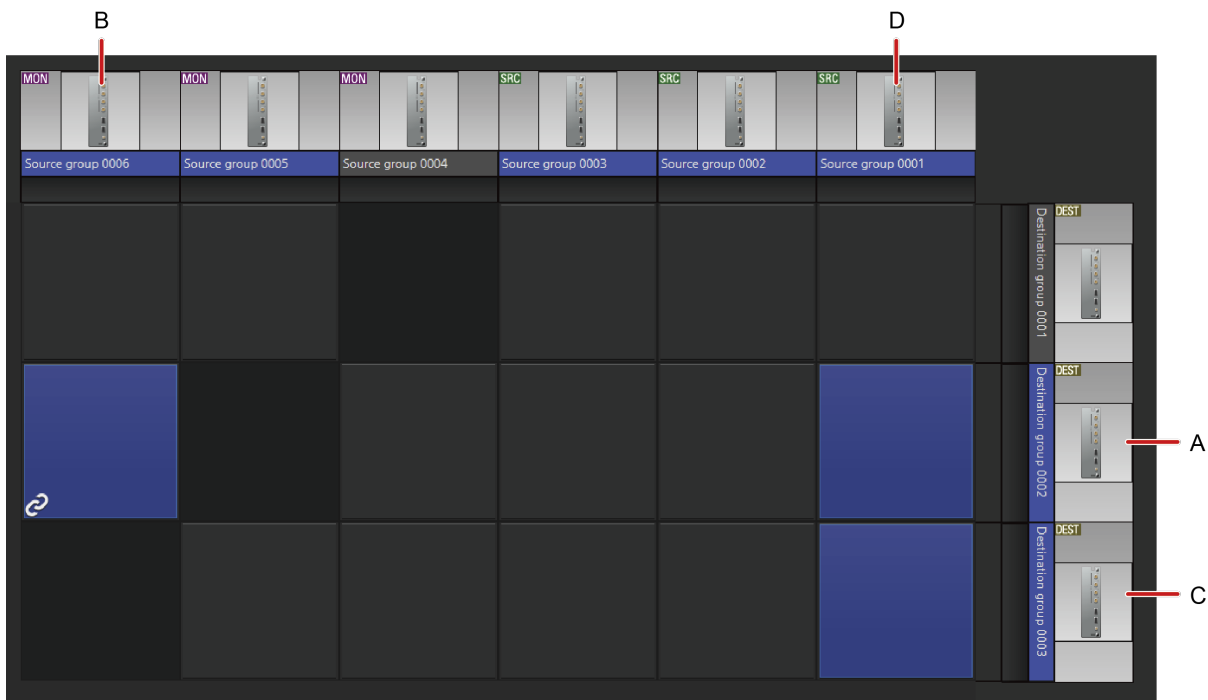 B
D
MON
MON
MON
SRC
SRC
SRC
Source group 0006
Source group 0005
Source group 0004
Source group 0003
Source group 0002
Source group 0001
DEST
Destination group 0001
DEST
Destination group 0002
A
DEST
Destination group 0003
C